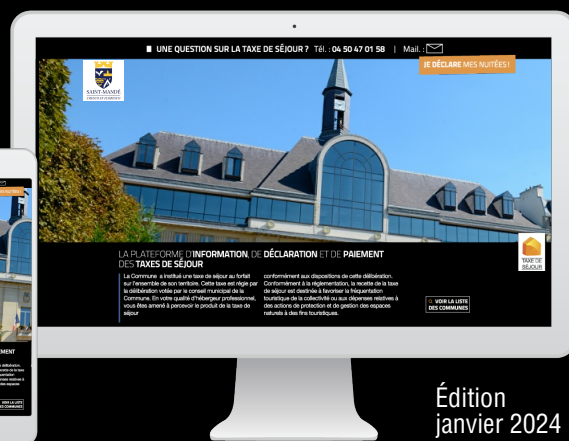 UNE QUESTION SUR LA TAXE DE SÉJOUR ? Tél. : 04 50 47 01 58 | Mail. :
JE DÉCLARE MES NUITÉES !
SAINT-MANDÉ
LA PLATEFORME D'INFORMATION, DE DÉCLARATION ET DE PAIEMENT
DES TAXES DE SÉJOUR
La Commune a institué une taxe de séjour au forfait
sur l'ensemble de son territoire. Cette taxe est régie par
la délibération votée par le conseil municipal de la
Commune. En votre qualité d'hébergeur professionnel,
vous êtes amené à percevoir le produit de la taxe de
séjour
conformément aux dispositions de cette délibération.
Conformément à la réglementation, la recette de la taxe
de séjour est destinée à favoriser la fréquentation
touristique de la collectivité ou aux dépenses relatives à
des actions de protection et de gestion des espaces
naturels à des fins touristiques.
TAXE DE
SÉJOUR
VOIR LA LISTE
DES COMMUNES
Édition
janvier 2024